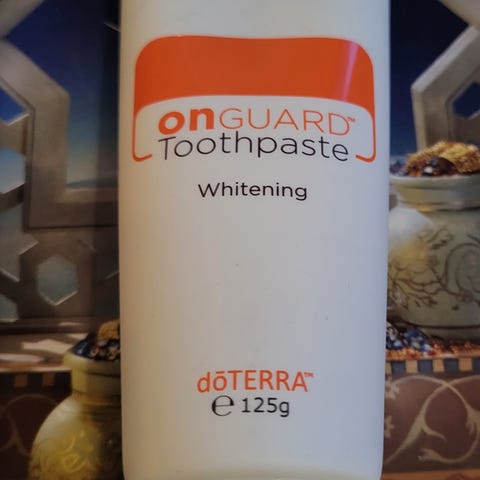 onGUARD™
Toothpaste
Whitening
dōTERRA™
℮ 125g